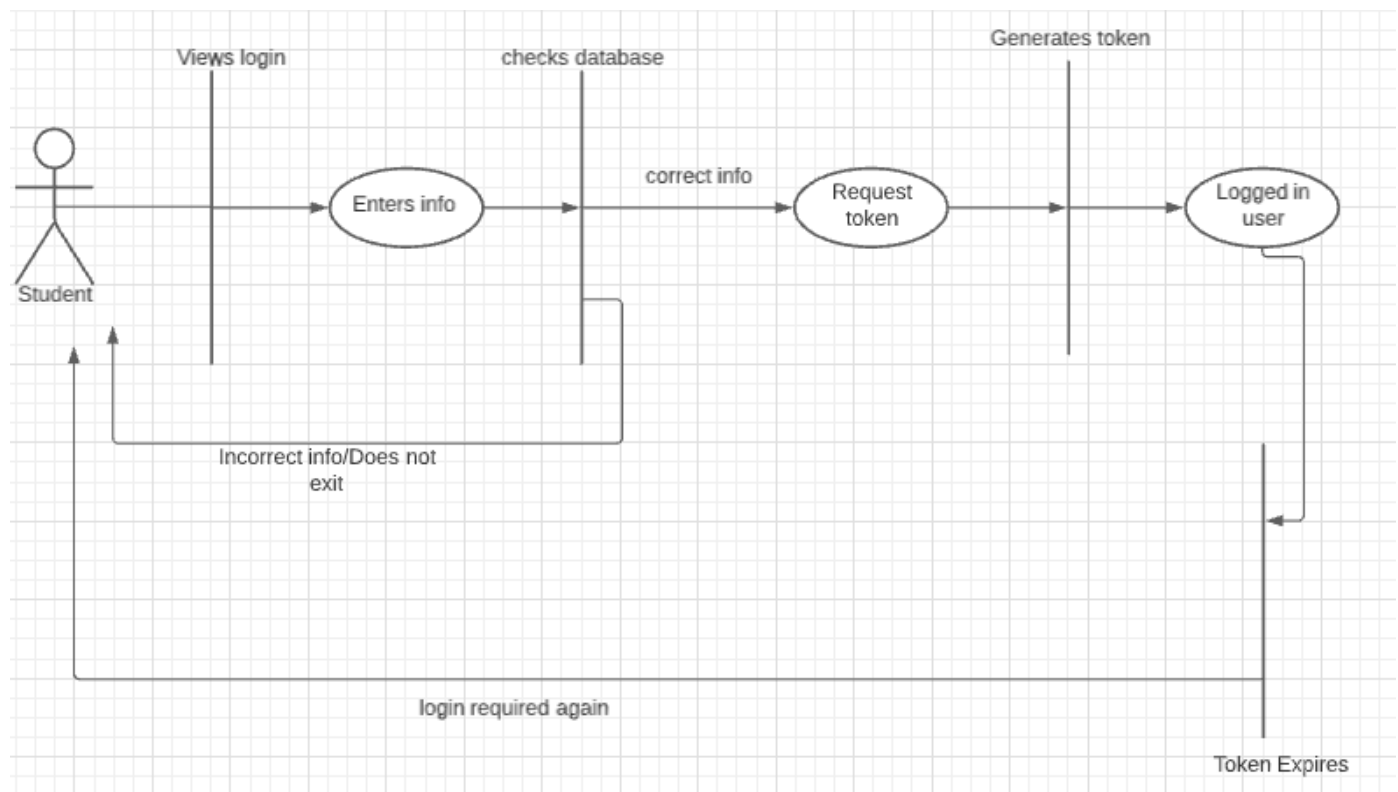 Generates token
Views login
checks database
correct info
Request
token
Logged in
user
Enters info
Student
Incorrect info/Does not
exit
login required again
Token Expires